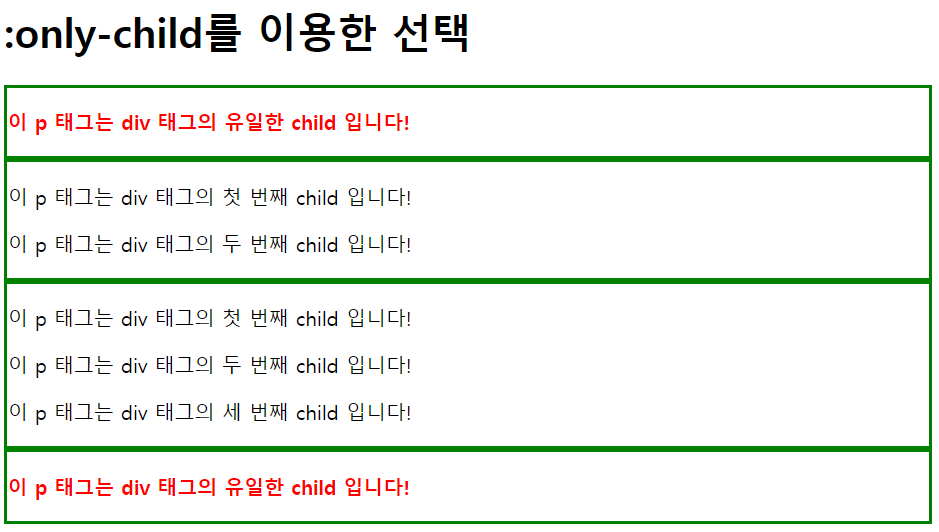 :only-child를 이용한 선택
이 p 태그는 div 태그의 유일한 child 입니다!
이 p 태그는 div 태그의 첫 번째 child 입니다!
이 p 태그는 div 태그의 두 번째 child 입니다!
이 p 태그는 div 태그의 첫 번째 child 입니다!
이 p 태그는 div 태그의 두 번째 child 입니다!
이 p 태그는 div 태그의 세 번째 child 입니다!
이 p 태그는 div 태그의 유일한 child 입니다!